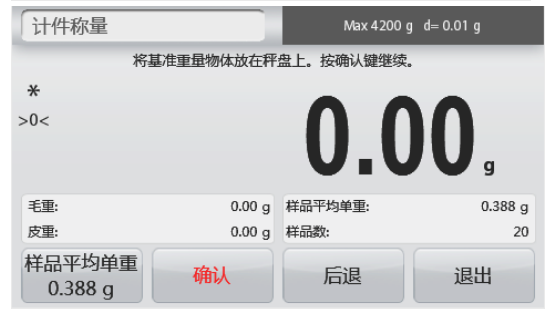 计件称量
Max 4200 g d= 0.01 g
将基准重量物体放在秤盘上。按确认键继续。
*
>0<
0.00 g
毛重: 0.00 g
样品平均单重: 0.388 g
皮重: 0.00 g
样品数: 20
样品平均单重
0.388 g
确认
后退
退出